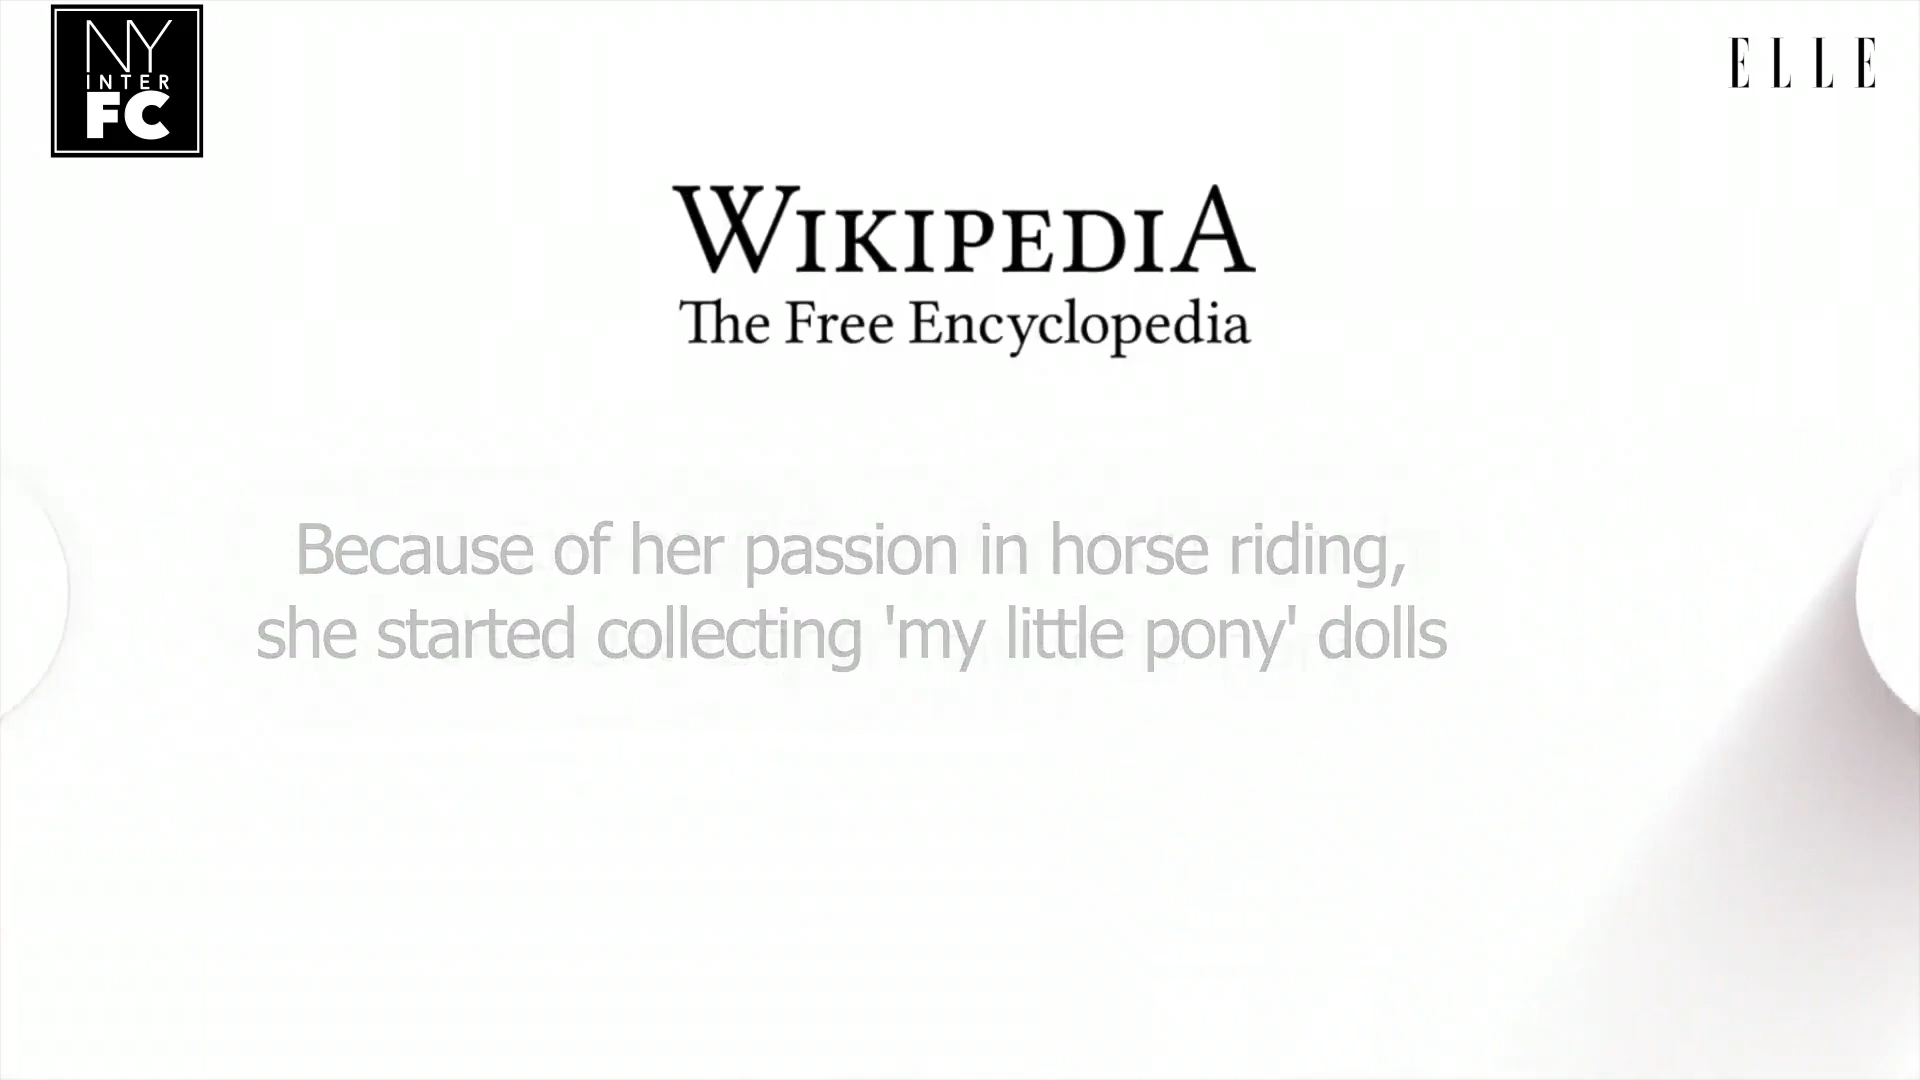 NY
INTER
FC
ELLE
WIKIPEDIA
The Free Encyclopedia
Because of her passion in horse riding,
she started collecting 'my little pony' dolls